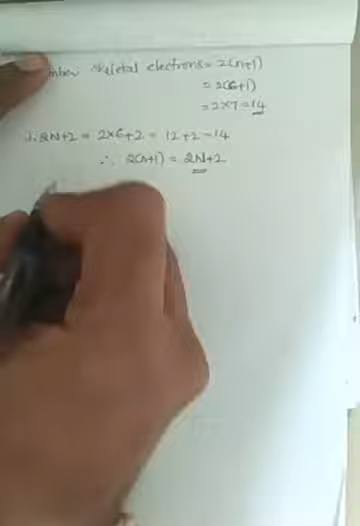 skeletal electrons = 2(n+1)
= 2(6+1)
= 2×7 = 14
2N+2 = 2×6+2 = 12+2 = 14
∴ 2(n+1) = 2N+2